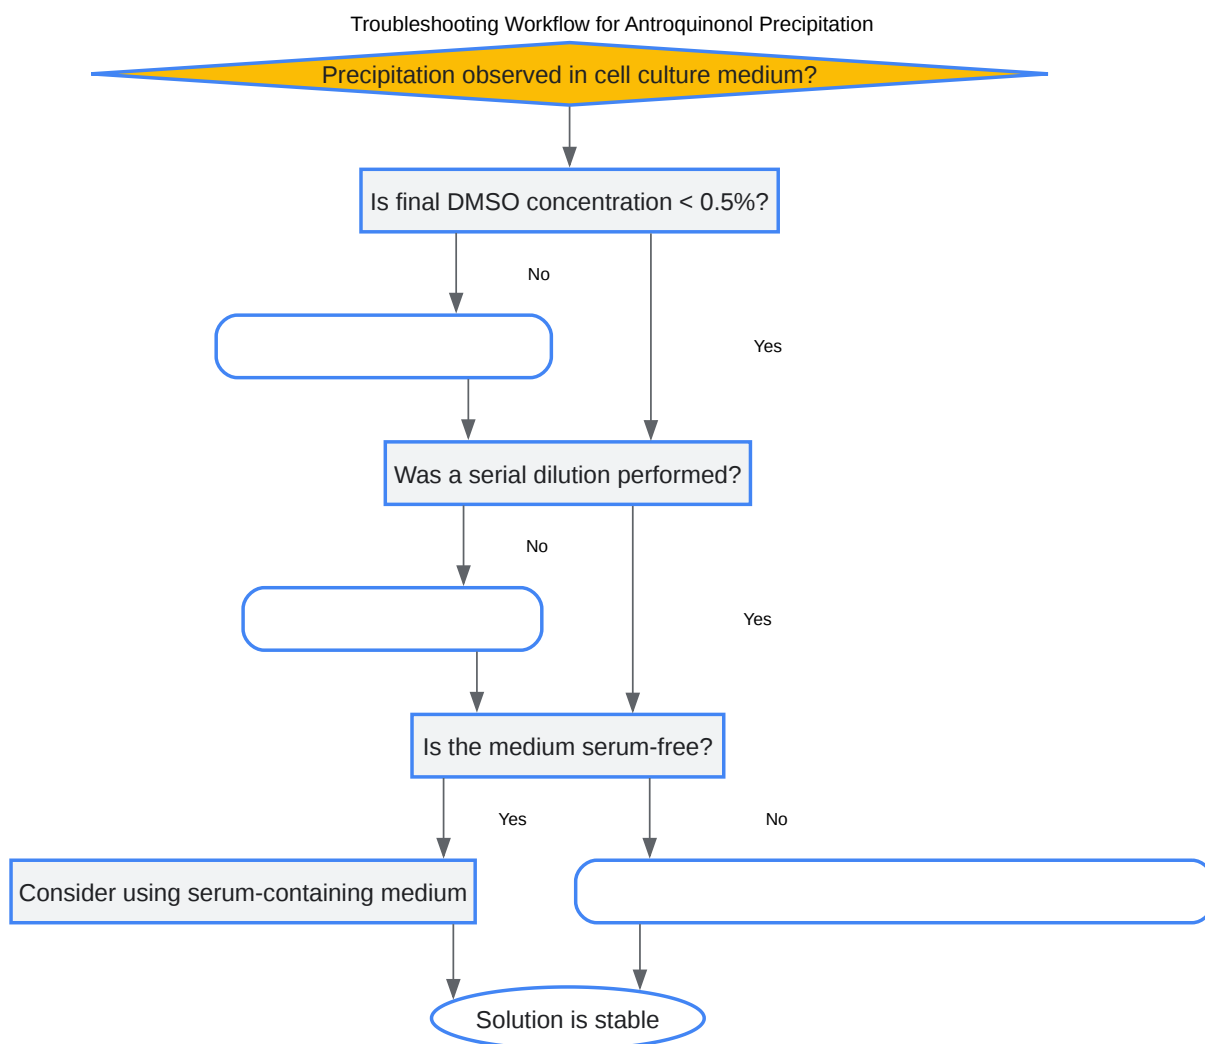 Troubleshooting Workflow for Antroquinonol Precipitation
Precipitation observed in cell culture medium?
Is final DMSO concentration < 0.5%?
No
Yes
Was a serial dilution performed?
No
Yes
Is the medium serum-free?
Yes
No
Consider using serum-containing medium
Solution is stable